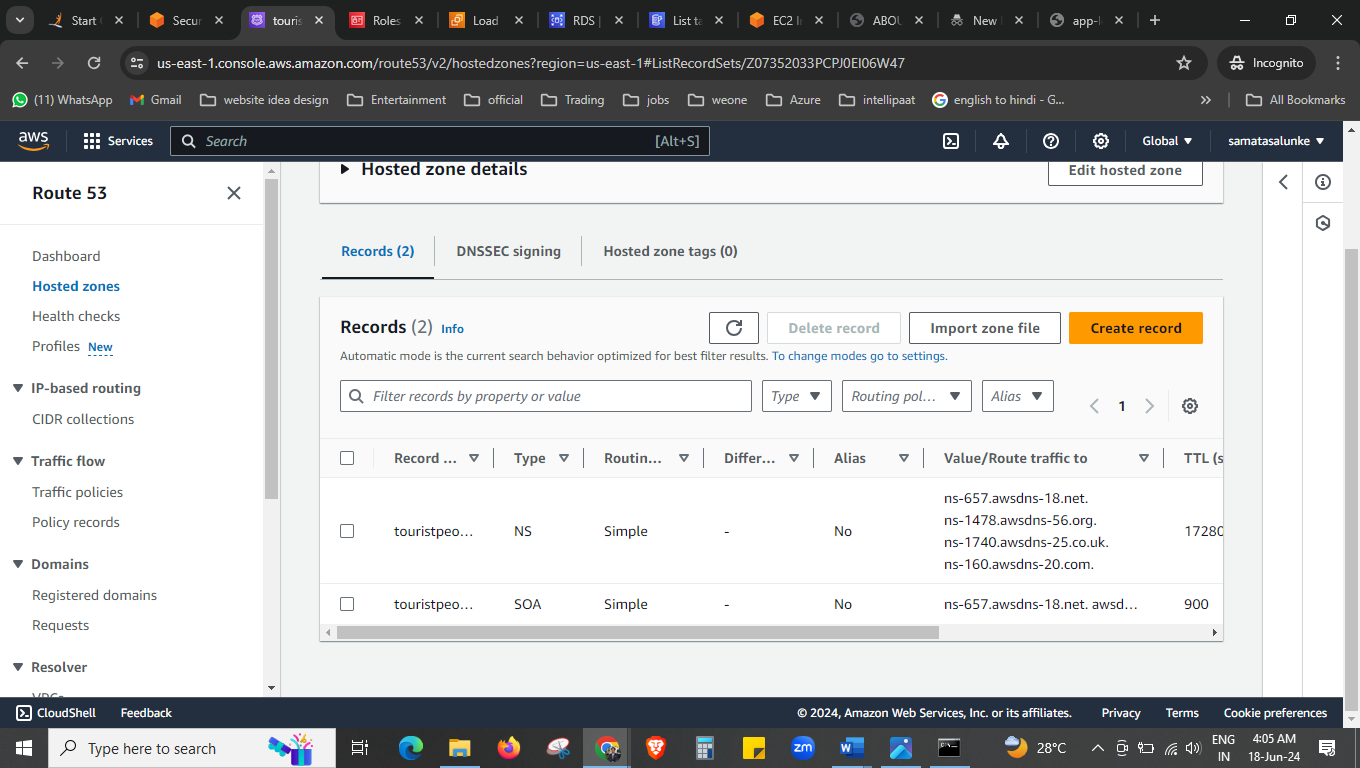 Start
Secur
touris
Roles
Load
RDS |
List ta
EC2 I
ABOU
New
app-l
us-east-1.console.aws.amazon.com/route53/v2/hostedzones?region=us-east-1#ListRecordSets/Z07352033PCPJ0EI06W47
Incognito
(11) WhatsApp
Gmail
website idea design
Entertainment
official
Trading
jobs
weone
Azure
intellipaat
english to hindi - G...
All Bookmarks
aws
Services
Search
[Alt+S]
Global
samatasalunke
Route 53
Dashboard
Hosted zones
Health checks
Profiles New
IP-based routing
CIDR collections
Traffic flow
Traffic policies
Policy records
Domains
Registered domains
Requests
Resolver
VPCs
Hosted zone details
Edit hosted zone
Records (2)
DNSSEC signing
Hosted zone tags (0)
Records (2) Info
Delete record
Import zone file
Create record
Automatic mode is the current search behavior optimized for best filter results. To change modes go to settings.
Filter records by property or value
Type
Routing pol...
Alias
1
Record ... Type Routin... Differ... Alias Value/Route traffic to TTL (s
touristpeo... NS Simple - No
ns-657.awsdns-18.net.
ns-1478.awsdns-56.org.
ns-1740.awsdns-25.co.uk.
ns-160.awsdns-20.com.
17280
touristpeo... SOA Simple - No ns-657.awsdns-18.net. awsd... 900
CloudShell
Feedback
© 2024, Amazon Web Services, Inc. or its affiliates.
Privacy
Terms
Cookie preferences
Type here to search
zm
28°C
ENG
IN
4:05 AM
18-Jun-24